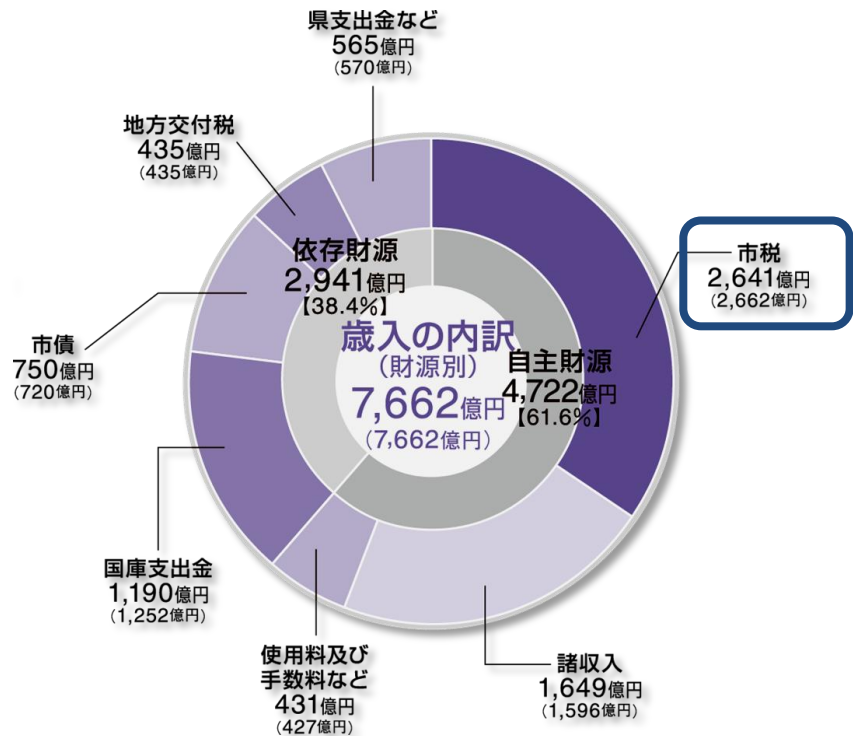 県支出金など
565億円
(570億円)
地方交付税
435億円
(435億円)
依存財源
2,941億円
【38.4%】
市税
2,641億円
(2,662億円)
歳入の内訳
(財源別)
7,662億円
(7,662億円)
自主財源
4,722億円
【61.6%】
市債
750億円
(720億円)
国庫支出金
1,190億円
(1,252億円)
使用料及び
手数料など
431億円
(427億円)
諸収入
1,649億円
(1,596億円)